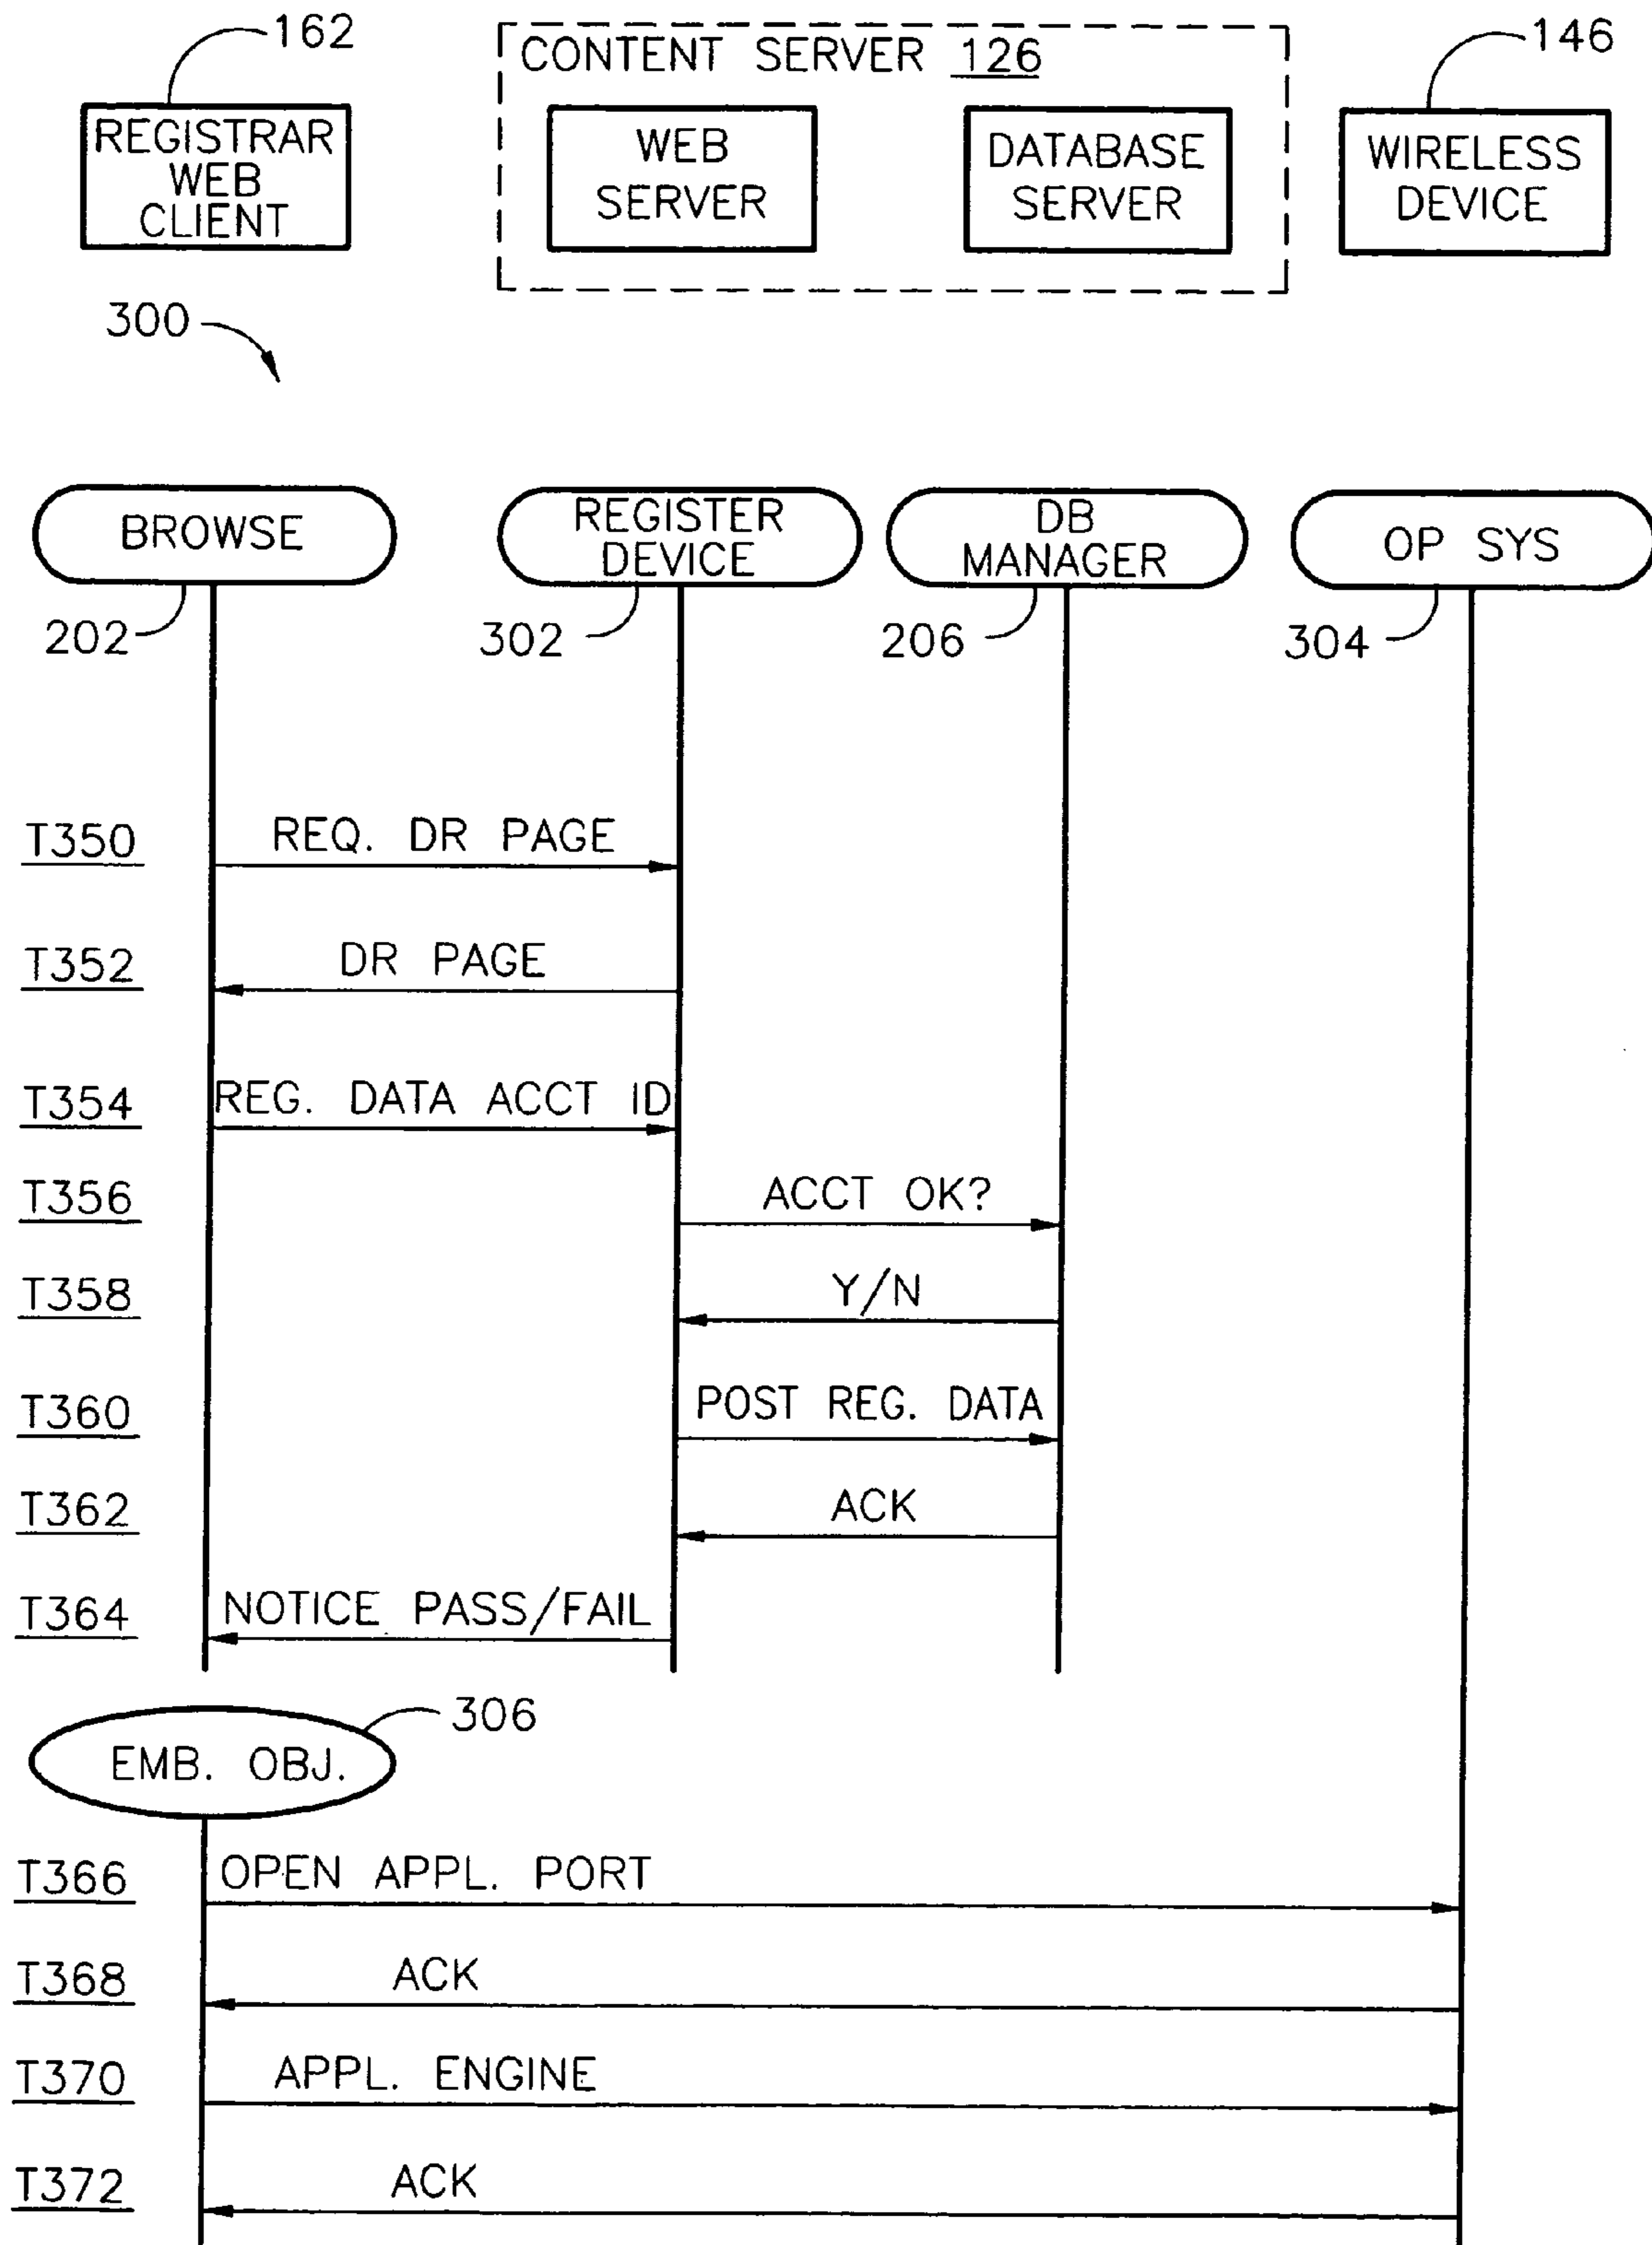 162
CONTENT SERVER 126
146
REGISTRAR
WEB
CLIENT
WEB
SERVER
DATABASE
SERVER
WIRELESS
DEVICE
300
BROWSE
REGISTER
DEVICE
DB
MANAGER
OP SYS
202
302
206
304
T350
REQ. DR PAGE
T352
DR PAGE
T354
REG. DATA ACCT ID
T356
ACCT OK?
T358
Y/N
T360
POST REG. DATA
T362
ACK
T364
NOTICE PASS/FAIL
306
EMB. OBJ.
T366
OPEN APPL. PORT
T368
ACK
T370
APPL. ENGINE
T372
ACK